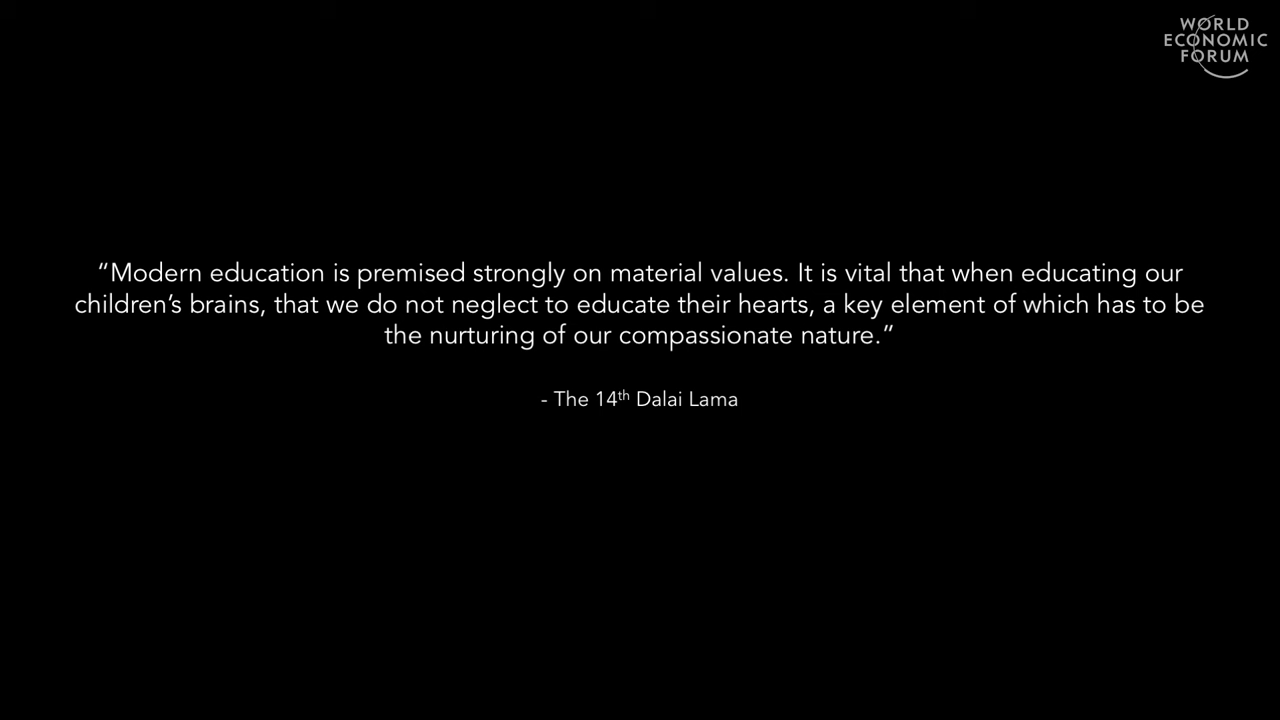 WORLD
ECONOMIC
FORUM
“Modern education is premised strongly on material values. It is vital that when educating our
children’s brains, that we do not neglect to educate their hearts, a key element of which has to be
the nurturing of our compassionate nature.”
- The 14th Dalai Lama